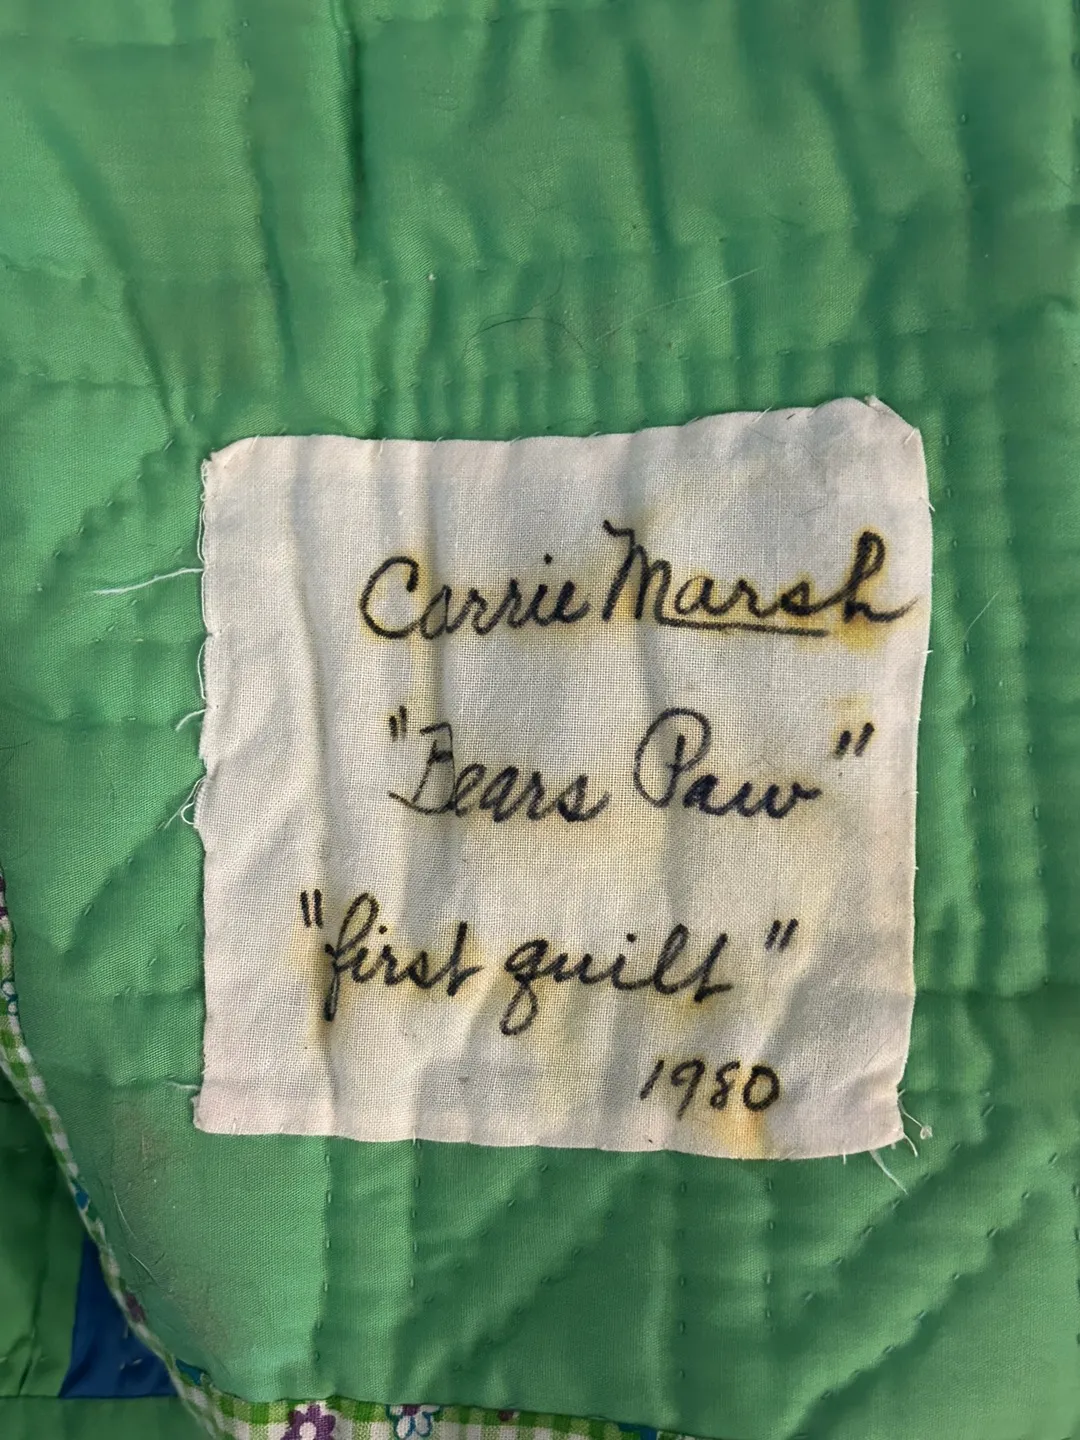 Carrie Marsh
"Bears Paw"
"first quilt"
1980